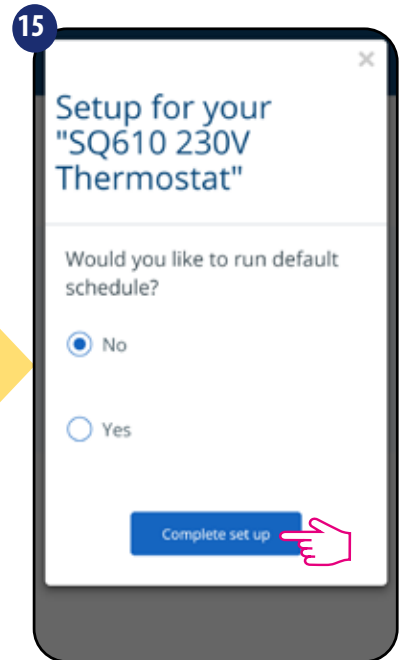 15
×
Setup for your
"SQ610 230V
Thermostat"
Would you like to run default
schedule?
No
Yes
Complete set up